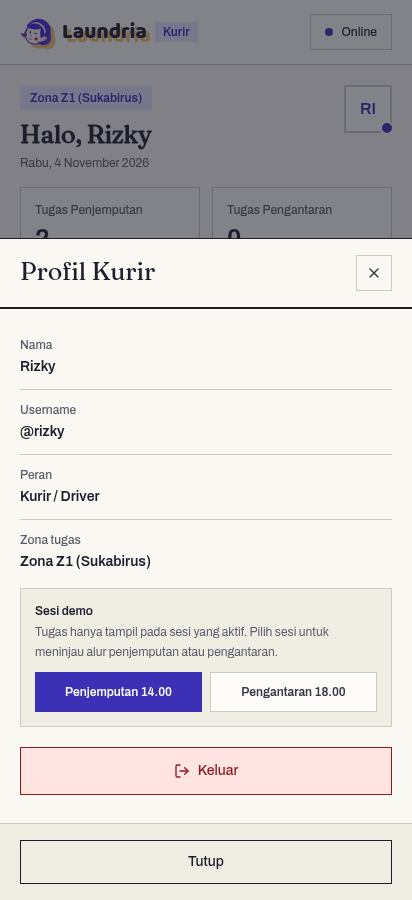 Laundria
Kurir
Online
Zona Z1 (Sukabirus)
RI
Halo, Rizky
Rabu, 4 November 2026
Tugas Penjemputan
Tugas Pengantaran
Profil Kurir
Nama
Rizky
Username
@rizky
Peran
Kurir / Driver
Zona tugas
Zona Z1 (Sukabirus)
Sesi demo
Tugas hanya tampil pada sesi yang aktif. Pilih sesi untuk
meninjau alur penjemputan atau pengantaran.
Penjemputan 14.00
Pengantaran 18.00
Keluar
Tutup